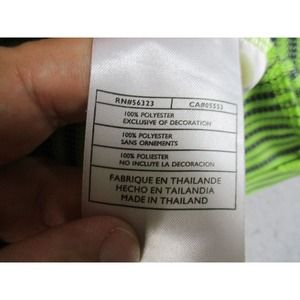 RN#56323 CA#05553
100% POLYESTER
EXCLUSIVE OF DECORATION
100% POLYESTER
SANS ORNEMENTS
100% POLIESTER
NO INCLUYE LA DECORACION
FABRIQUE EN THAILANDE
HECHO EN TAILANDIA
MADE IN THAILAND